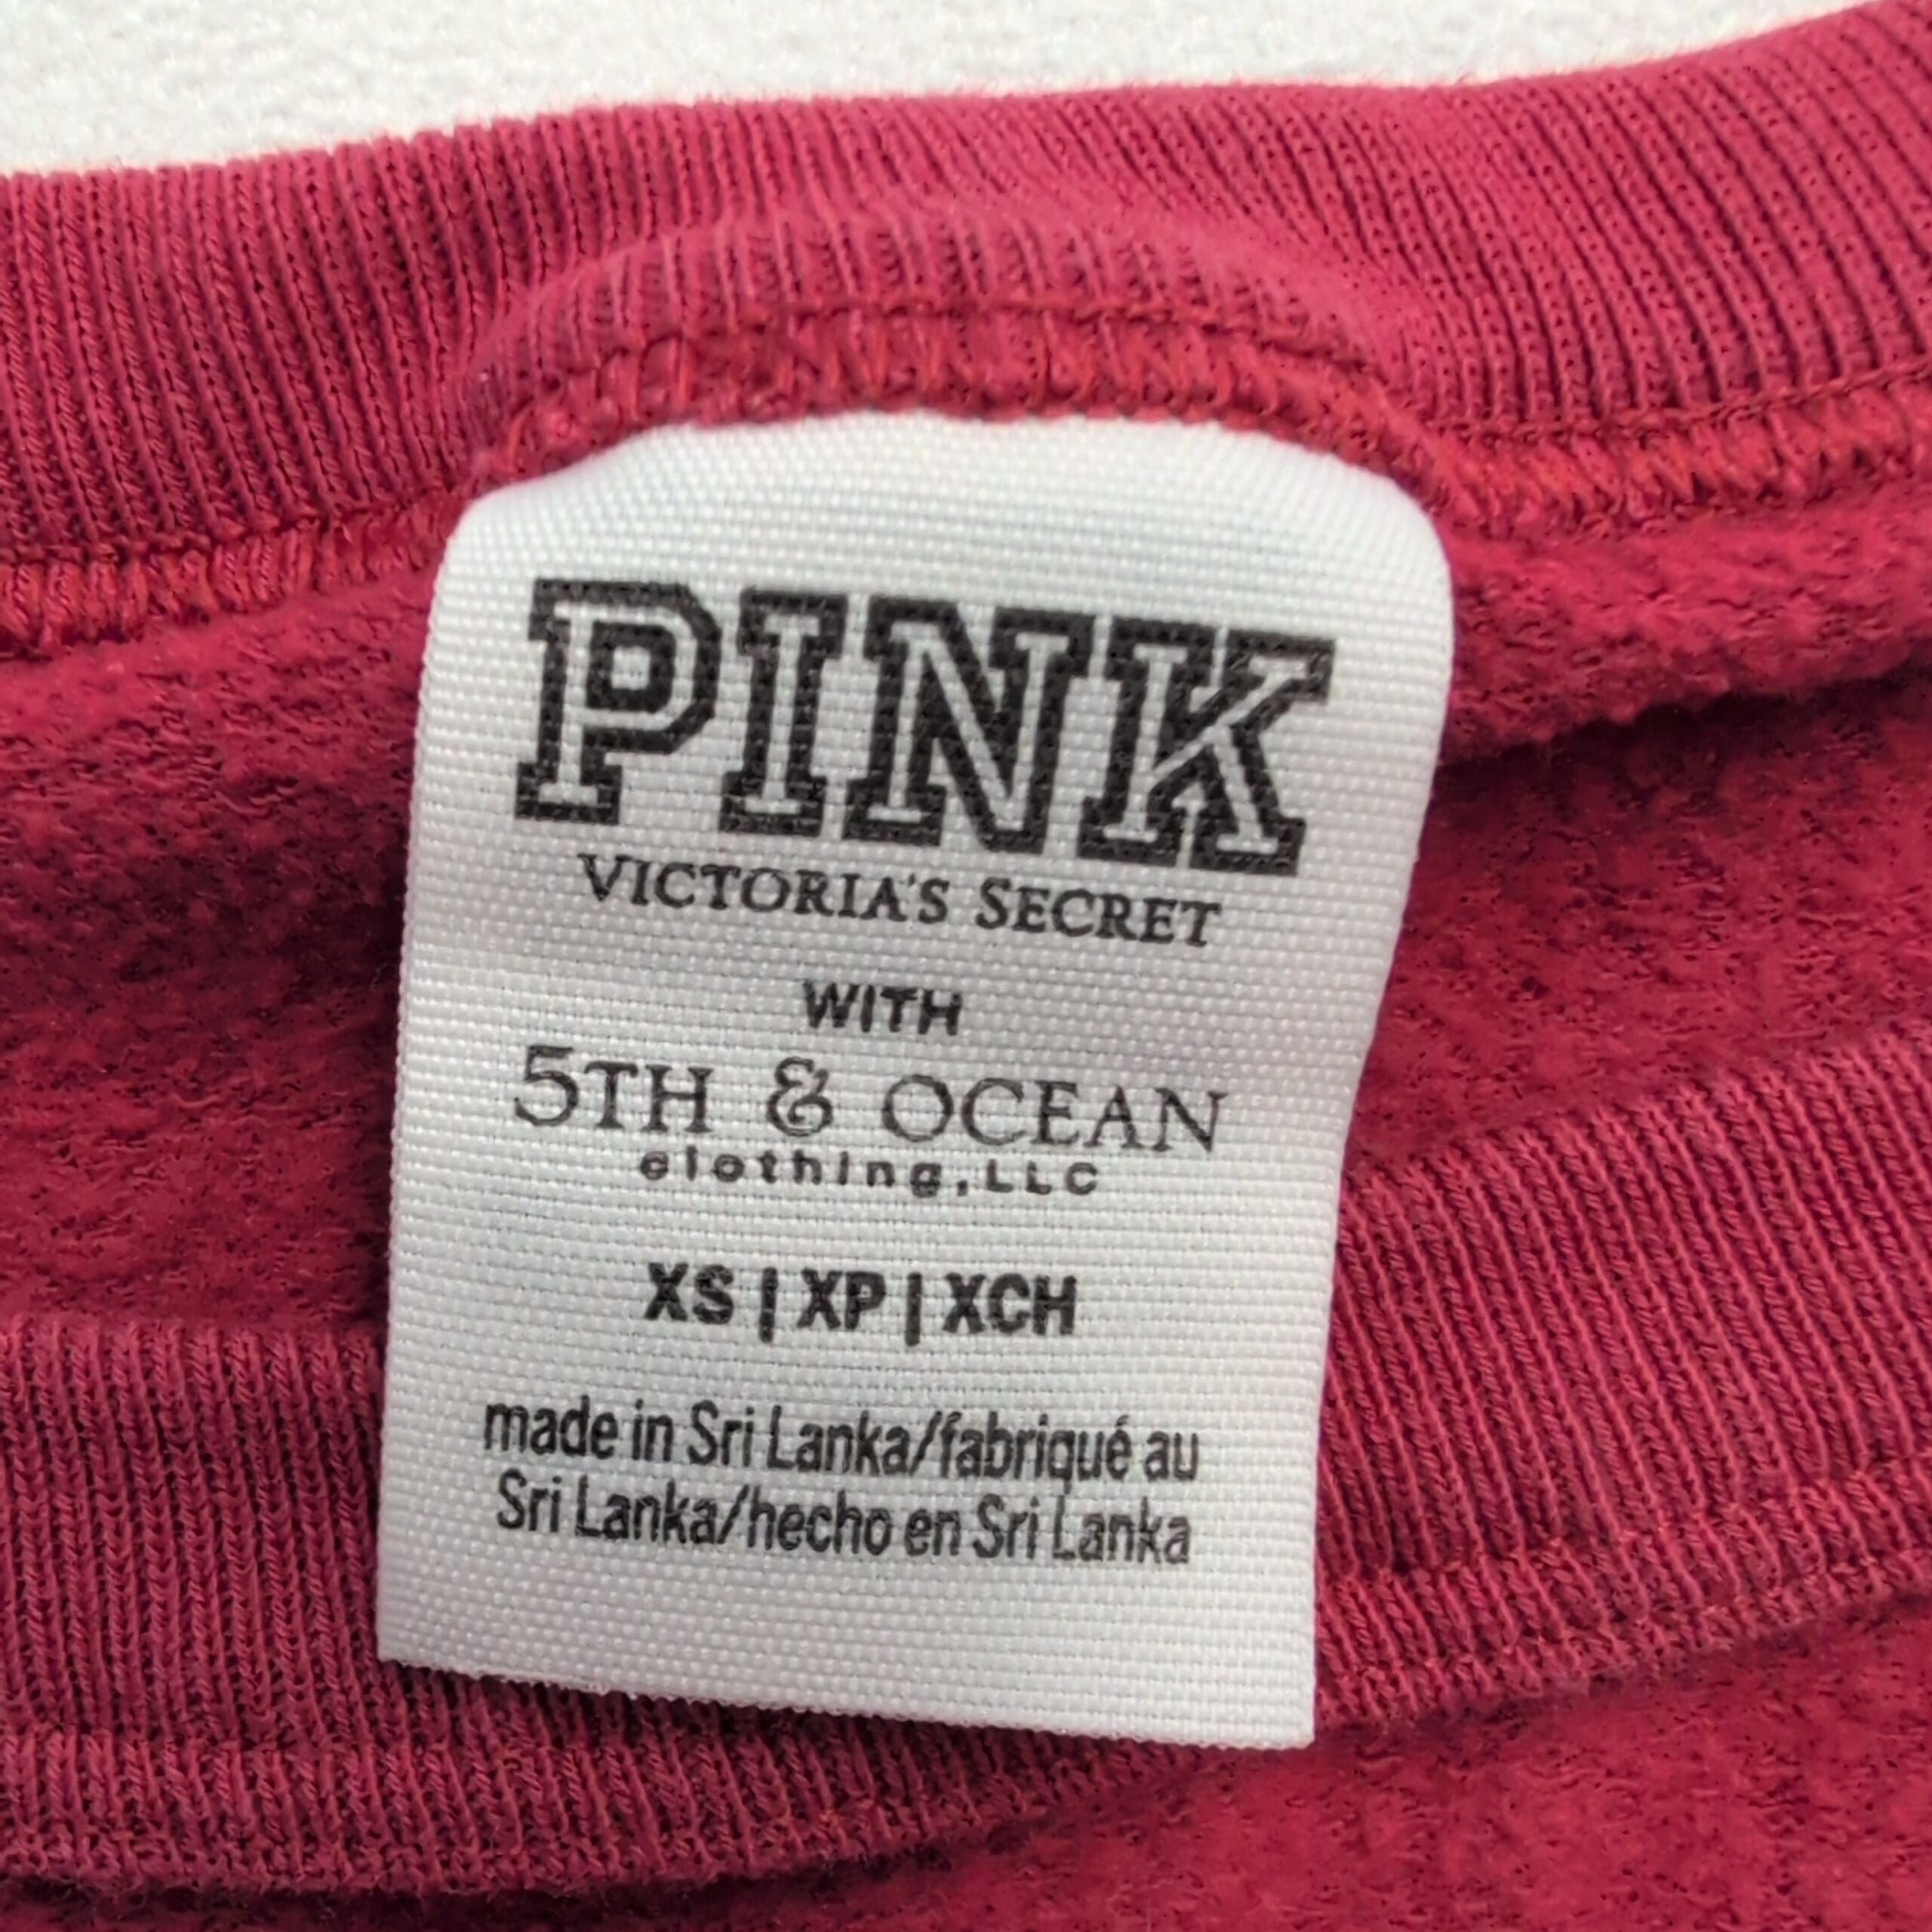 PINK
VICTORIA'S SECRET
WITH
5TH & OCEAN
clothing, LLC
XS | XP | XCH
made in Sri Lanka/fabriqué au
Sri Lanka/hecho en Sri Lanka